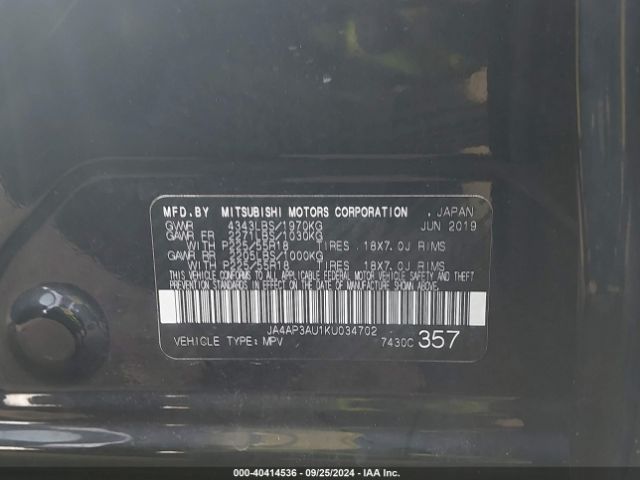 MFD.BY MITSUBISHI MOTORS CORPORATION . JAPAN
GVWR 4343LBS/1970KG JUN 2019
GAWR FR 2271LBS/1030KG
WITH P225/55R18 TIRES . 18X7.0J RIMS
GAWR RR 2205LBS/1000KG
WITH P225/55R18 TIRES . 18X7.0J RIMS
THIS VEHICLE CONFORMS TO ALL APPLICABLE FEDERAL MOTOR VEHICLE SAFETY AND THEFT
PREVENTION STANDARDS IN EFFECT ON THE DATE OF MANUFACTURE SHOWN ABOVE.
JA4AP3AU1KU034702
VEHICLE TYPE: MPV 7430C 357
000-40414536 - 09/25/2024 - IAA Inc.